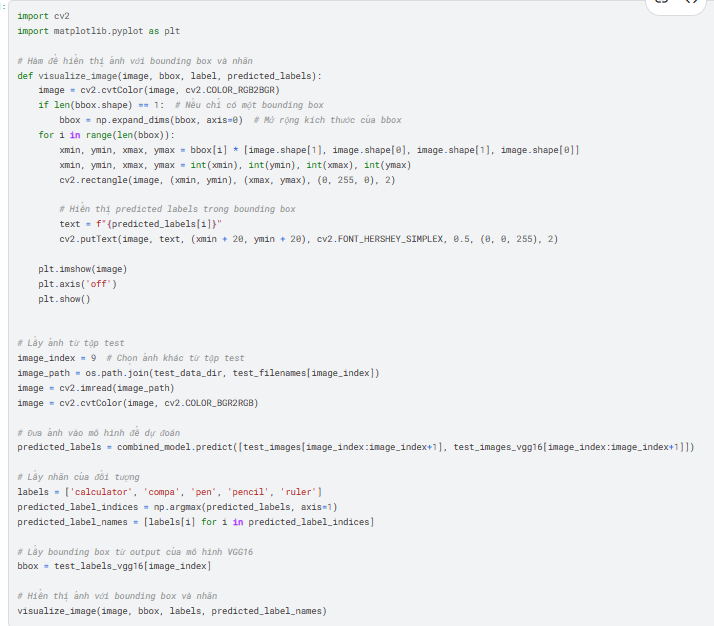 import cv2
import matplotlib.pyplot as plt
# Hàm để hiển thị ảnh với bounding box và nhãn
def visualize_image(image, bbox, label, predicted_labels):
image = cv2.cvtColor(image, cv2.COLOR_RGB2BGR)
if len(bbox.shape) == 1:  # Nếu chỉ có một bounding box
bbox = np.expand_dims(bbox, axis=0)  # Mở rộng kích thước của bbox
for i in range(len(bbox)):
xmin, ymin, xmax, ymax = bbox[i] * [image.shape[1], image.shape[0], image.shape[1], image.shape[0]]
xmin, ymin, xmax, ymax = int(xmin), int(ymin), int(xmax), int(ymax)
cv2.rectangle(image, (xmin, ymin), (xmax, ymax), (0, 255, 0), 2)
# Hiển thị predicted labels trong bounding box
text = f"{predicted_labels[i]}"
cv2.putText(image, text, (xmin + 20, ymin + 20), cv2.FONT_HERSHEY_SIMPLEX, 0.5, (0, 0, 255), 2)
plt.imshow(image)
plt.axis('off')
plt.show()
# Lấy ảnh từ tập test
image_index = 9  # Chọn ảnh khác từ tập test
image_path = os.path.join(test_data_dir, test_filenames[image_index])
image = cv2.imread(image_path)
image = cv2.cvtColor(image, cv2.COLOR_BGR2RGB)
# Đưa ảnh vào mô hình để dự đoán
predicted_labels = combined_model.predict([test_images[image_index:image_index+1], test_images_vgg16[image_index:image_index+1]])
# Lấy nhãn của đối tượng
labels = ['calculator', 'compa', 'pen', 'pencil', 'ruler']
predicted_label_indices = np.argmax(predicted_labels, axis=1)
predicted_label_names = [labels[i] for i in predicted_label_indices]
# Lấy bounding box từ output của mô hình VGG16
bbox = test_labels_vgg16[image_index]
# Hiển thị ảnh với bounding box và nhãn
visualize_image(image, bbox, labels, predicted_label_names)